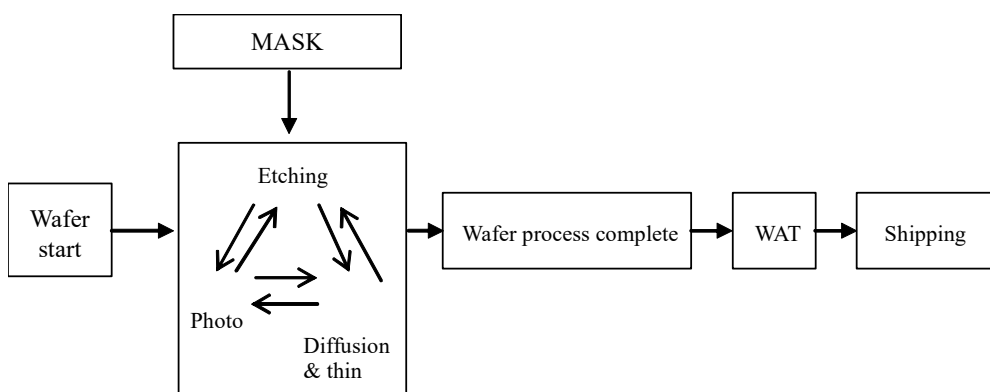 MASK
Etching
Wafer
start
Wafer process complete
WAT
Shipping
Photo
Diffusion
& thin